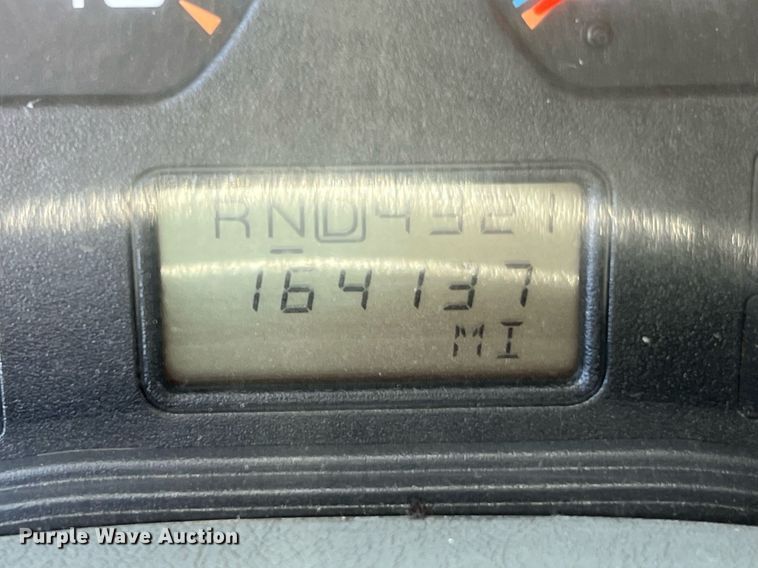 RND4321
164137
MI
Purple Wave Auction